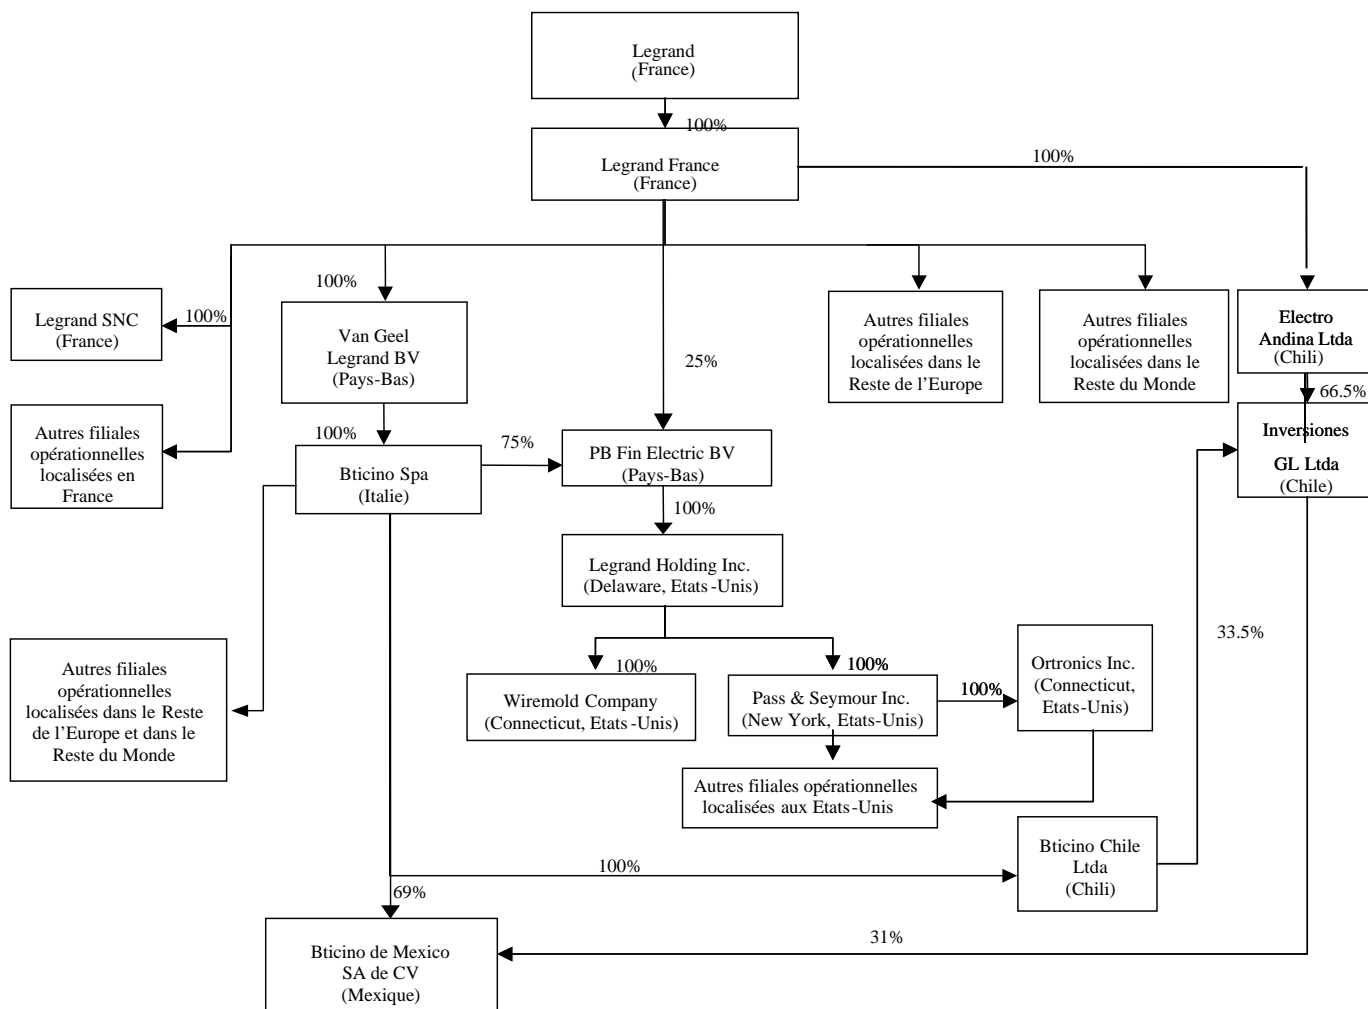 Legrand
(France)
100%
Legrand France
(France)
100%
100%
Legrand SNC
(France)
100%
Van Geel
Legrand BV
(Pays-Bas)
25%
Autres filiales
opérationnelles
localisées dans le
Reste de l’Europe
Autres filiales
opérationnelles
localisées dans le
Reste du Monde
Electro
Andina Ltda
(Chili)
66.5%
Autres filiales
opérationnelles
localisées en
France
100%
Bticino Spa
(Italie)
75%
PB Fin Electric BV
(Pays-Bas)
Inversiones
GL Ltda
(Chile)
100%
Legrand Holding Inc.
(Delaware, Etats-Unis)
33.5%
Autres filiales
opérationnelles
localisées dans le Reste
de l’Europe et dans le
Reste du Monde
100%
Wiremold Company
(Connecticut, Etats-Unis)
100%
Pass & Seymour Inc.
(New York, Etats-Unis)
100%
Ortronics Inc.
(Connecticut,
Etats-Unis)
Autres filiales opérationnelles
localisées aux Etats-Unis
100%
Bticino Chile
Ltda
(Chili)
69%
31%
Bticino de Mexico
SA de CV
(Mexique)